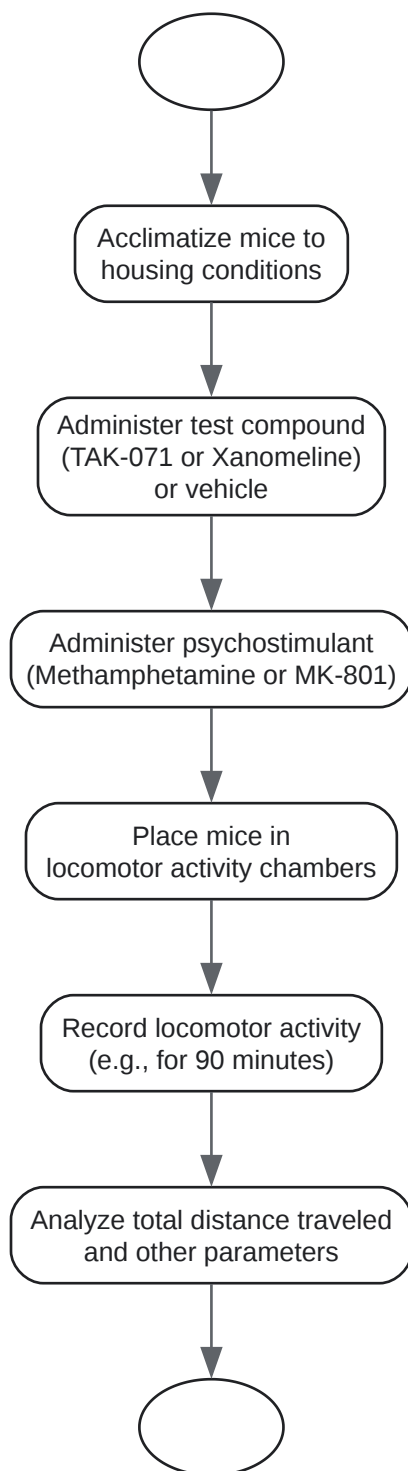 Acclimatize mice to
housing conditions
Administer test compound
(TAK-071 or Xanomeline)
or vehicle
Administer psychostimulant
(Methamphetamine or MK-801)
Place mice in
locomotor activity chambers
Record locomotor activity
(e.g., for 90 minutes)
Analyze total distance traveled
and other parameters